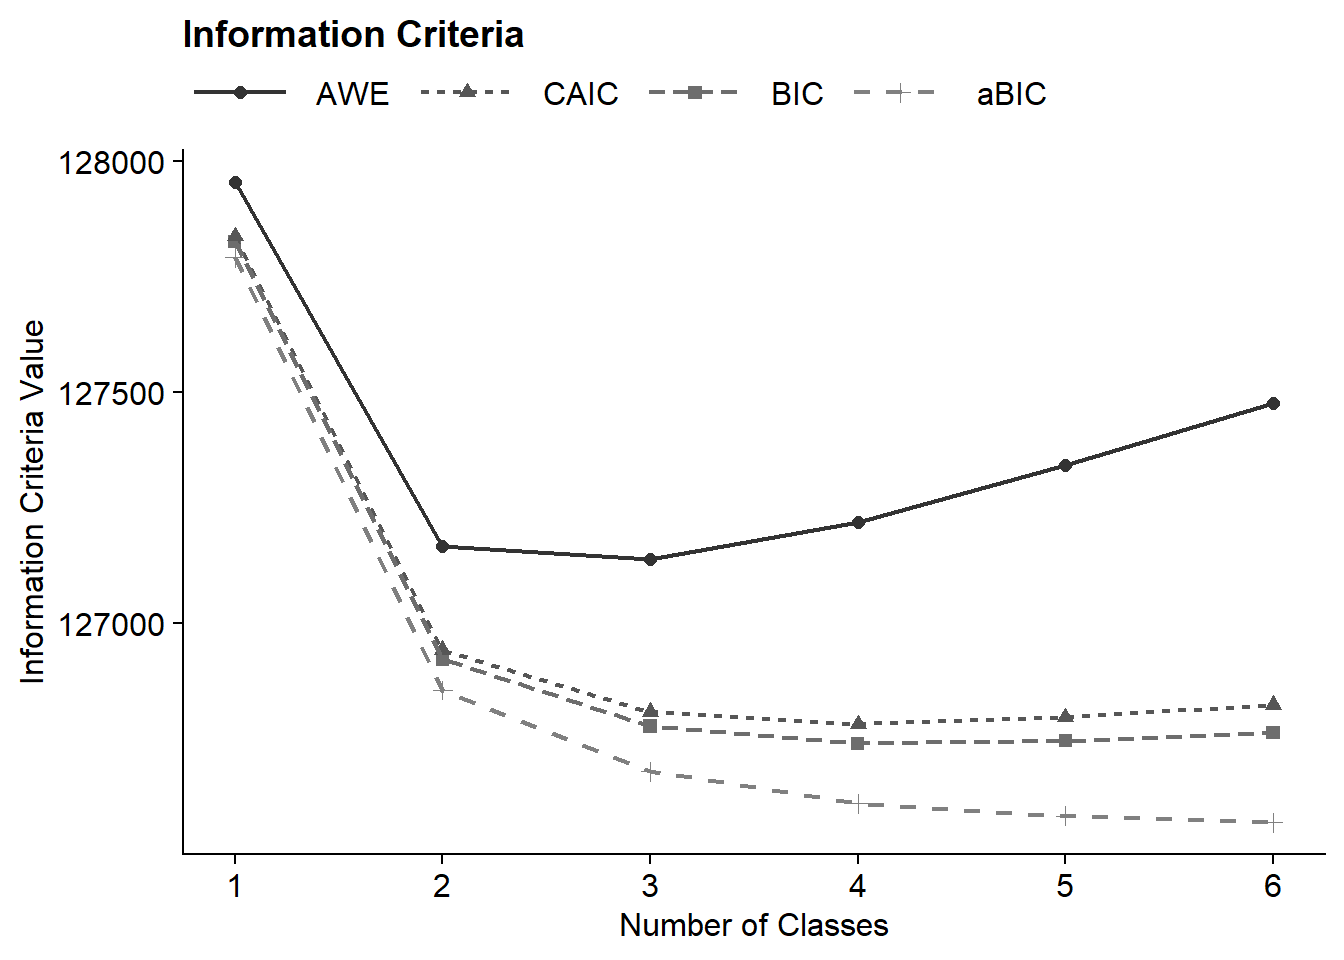 Information Criteria
AWE CAIC BIC aBIC
128000
127500
127000
Information Criteria Value
1 2 3 4 5 6
Number of Classes